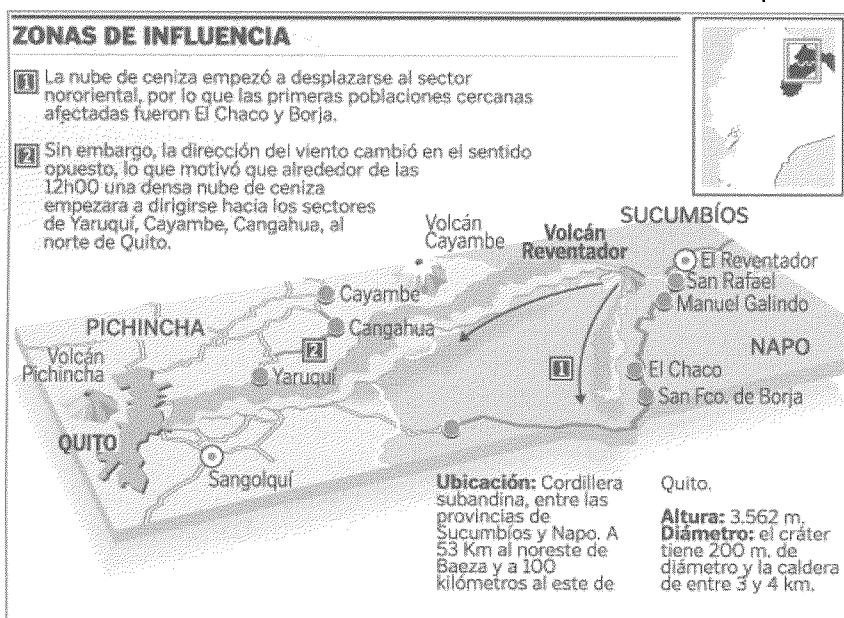 ZONAS DE INFLUENCIA
1 La nube de ceniza empezó a desplazarse al sector
nororiental, por lo que las primeras poblaciones cercanas
afectadas fueron El Chaco y Borja.
2 Sin embargo, la dirección del viento cambió en el sentido
opuesto, lo que motivó que alrededor de las
12h00 una densa nube de ceniza
empezara a dirigirse hacia los sectores
de Yaruquí, Cayambe, Cangahua, al
norte de Quito.
Volcán
Cayambe
Volcán
Reventador
SUCUMBÍOS
El Reventador
San Rafael
Manuel Galindo
Cayambe
PICHINCHA
Cangahua
NAPO
2
Volcán
Pichincha
Yaruquí
1
El Chaco
San Fco. de Borja
QUITO
Sangolquí
Ubicación: Cordillera
subandina, entre las
provincias de
Sucumbíos y Napo. A
53 Km al noreste de
Baeza y a 100
kilómetros al este de
Quito.
Altura: 3.562 m.
Diámetro: el cráter
tiene 200 m. de
diámetro y la caldera
de entre 3 y 4 km.